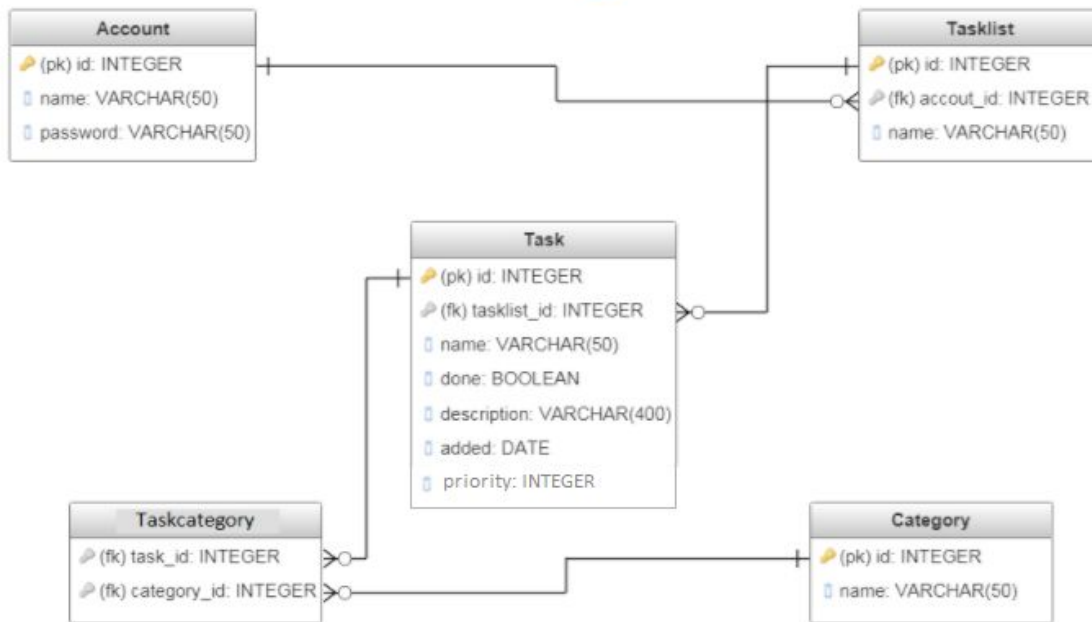 Account
(pk) id: INTEGER
name: VARCHAR(50)
password: VARCHAR(50)
Tasklist
(pk) id: INTEGER
(fk) accout_id: INTEGER
name: VARCHAR(50)
Task
(pk) id: INTEGER
(fk) tasklist_id: INTEGER
name: VARCHAR(50)
done: BOOLEAN
description: VARCHAR(400)
added: DATE
priority: INTEGER
Taskcategory
(fk) task_id: INTEGER
(fk) category_id: INTEGER
Category
(pk) id: INTEGER
name: VARCHAR(50)